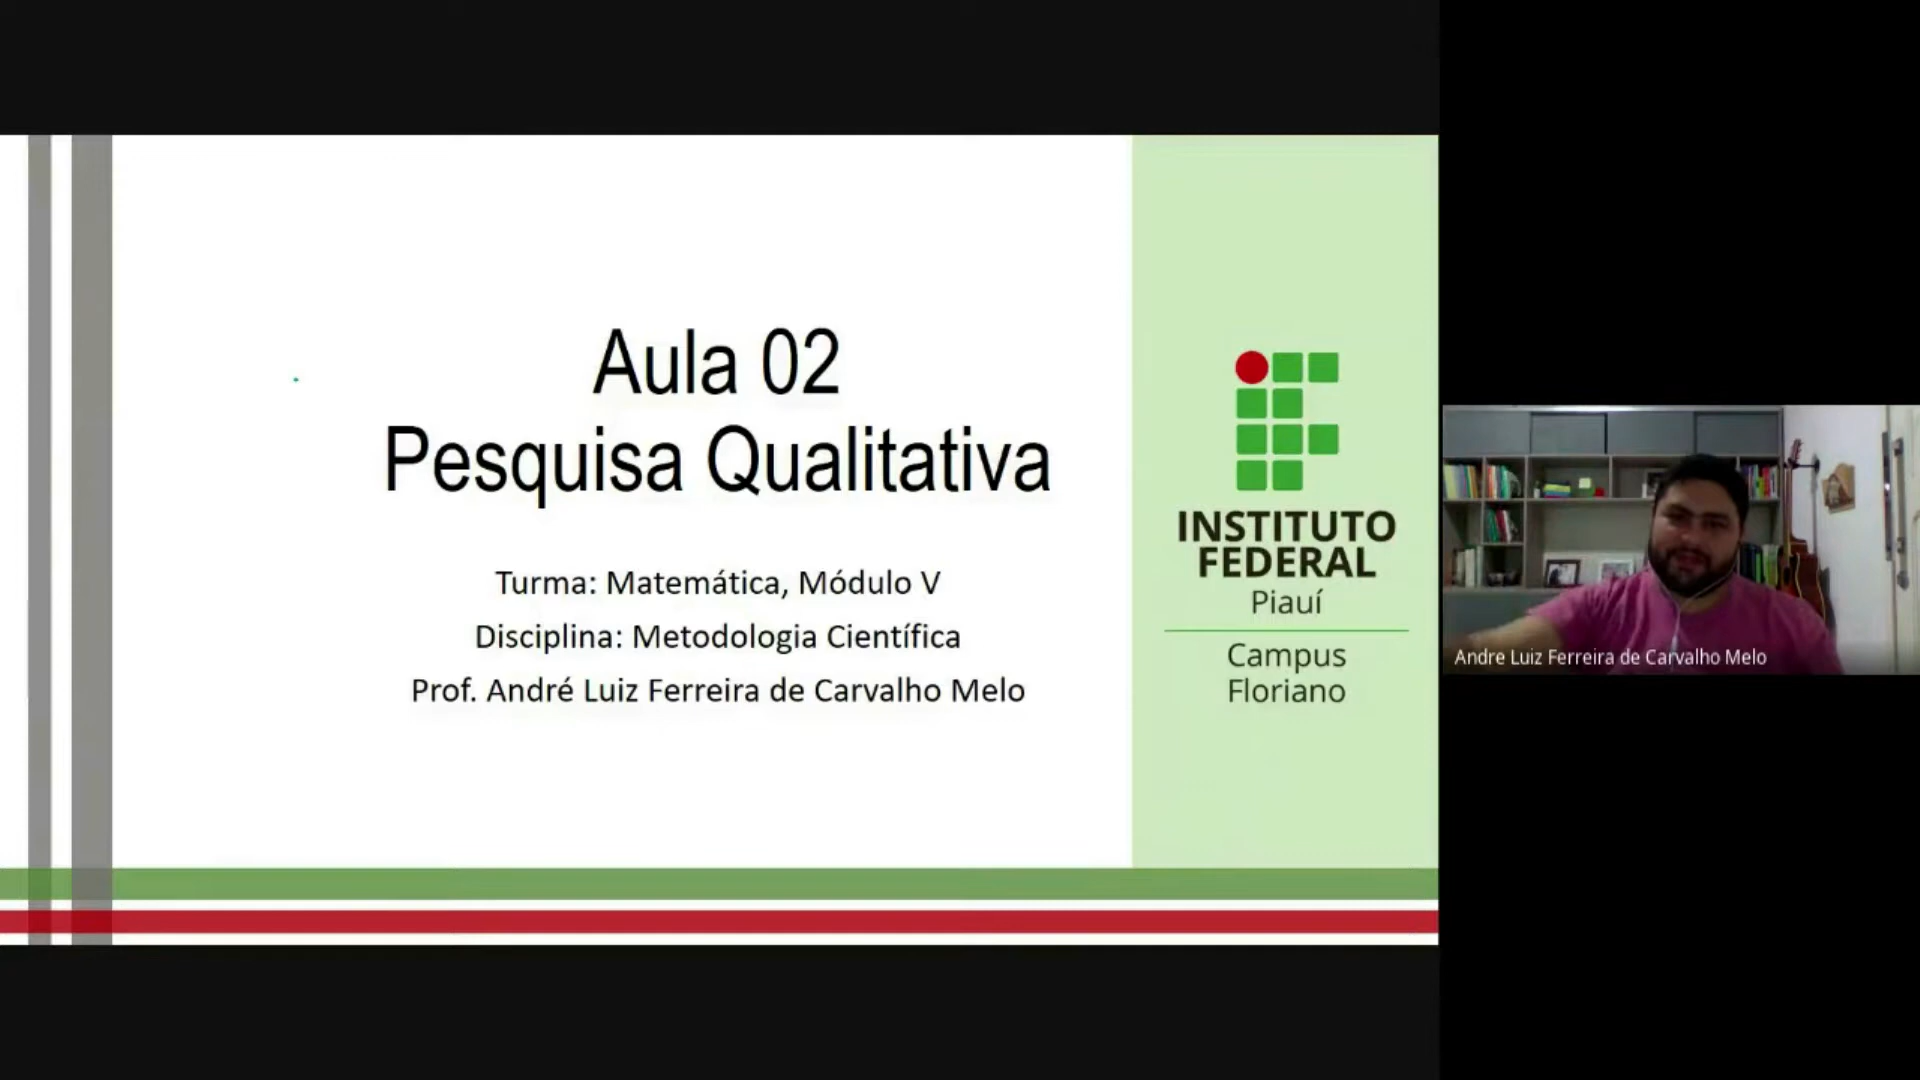 Aula 02
Pesquisa Qualitativa
Turma: Matemática, Módulo V
Disciplina: Metodologia Científica
Prof. André Luiz Ferreira de Carvalho Melo
INSTITUTO
FEDERAL
Piauí
Campus
Floriano
Andre Luiz Ferreira de Carvalho Melo